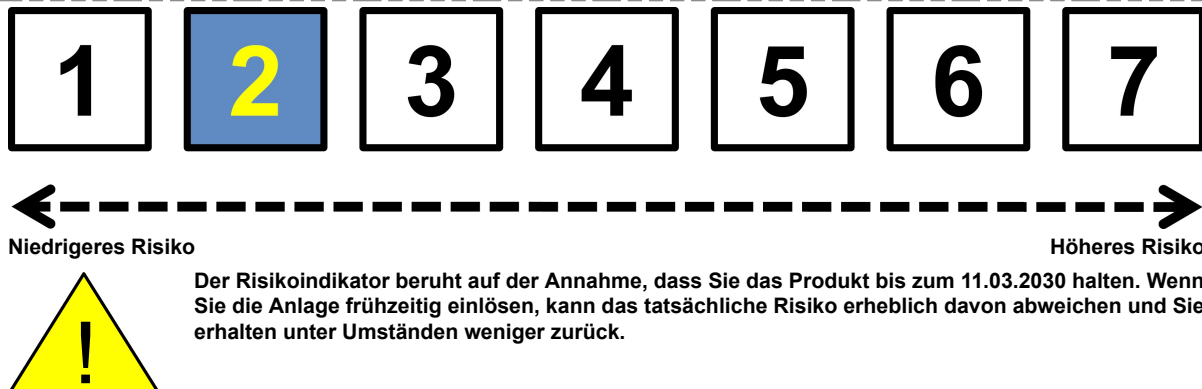 1 2 3 4 5 6 7
Niedrigeres Risiko Höheres Risiko
Der Risikoindikator beruht auf der Annahme, dass Sie das Produkt bis zum 11.03.2030 halten. Wenn
Sie die Anlage frühzeitig einlösen, kann das tatsächliche Risiko erheblich davon abweichen und Sie
erhalten unter Umständen weniger zurück.
!